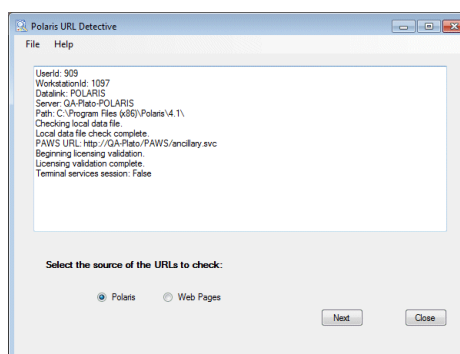 Polaris URL Detective
File Help
UserId: 909
WorkstationId: 1097
Datalink: POLARIS
Server: QA-Plato-POLARIS
Path: C:\Program Files (x86)\Polaris\4.1\
Checking local data file.
Local data file check complete.
PAWS URL: http://QA-Plato/PAWS/ancillary.svc
Beginning licensing validation.
Licensing validation complete.
Terminal services session: False
Select the source of the URLs to check:
Polaris Web Pages
Next Close